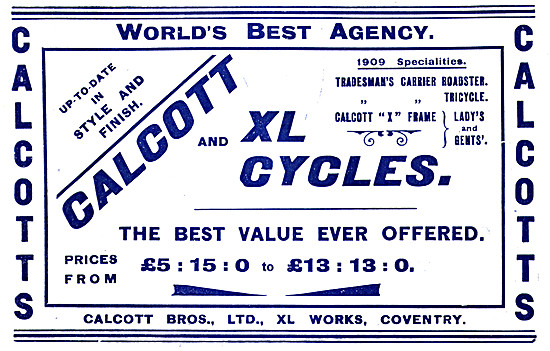 WORLD'S BEST AGENCY.
CALCOTTS
CALCOTTS
UP-TO-DATE
IN
STYLE AND
FINISH.
CALCOTT
AND XL
CYCLES.
1909 Specialities.
TRADESMAN'S CARRIER ROADSTER.
„ „ TRICYCLE.
CALCOTT "X" FRAME } LADY'S
and
GENTS'.
THE BEST VALUE EVER OFFERED.
PRICES
FROM
£5:15:0 to £13:13:0.
CALCOTT BROS., LTD., XL WORKS, COVENTRY.